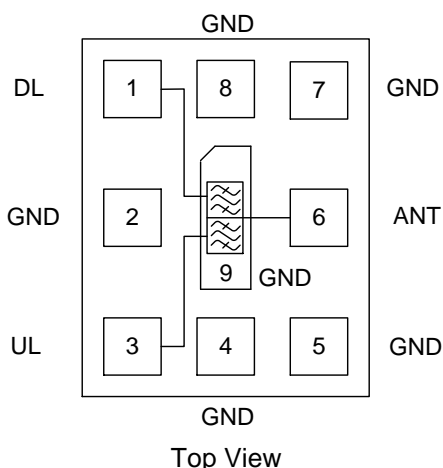 GND
DL 1 8 7 GND
GND 2 6 ANT
9 GND
UL 3 4 5 GND
GND
Top View